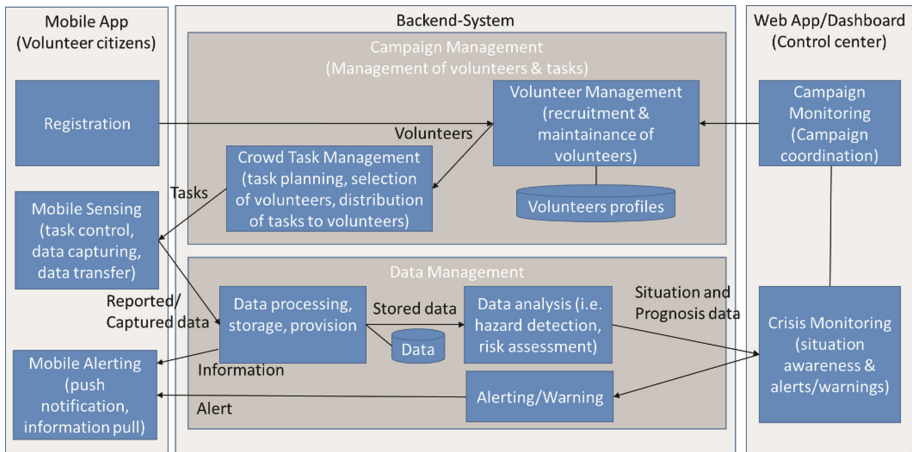 Mobile App
(Volunteer citizens)
Registration
Mobile Sensing
(task control,
data capturing,
data transfer)
Mobile Alerting
(push
notification,
information pull)
Backend-System
Campaign Management
(Management of volunteers & tasks)
Volunteer Management
(recruitment &
maintainance of
volunteers)
Volunteers
Crowd Task Management
(task planning, selection
of volunteers, distribution
of tasks to volunteers)
Volunteers profiles
Tasks
Data Management
Reported/
Captured data
Data processing,
storage, provision
Stored data
Data
Data analysis (i.e.
hazard detection,
risk assessment)
Situation and
Prognosis data
Information
Alerting/Warning
Alert
Web App/Dashboard
(Control center)
Campaign
Monitoring
(Campaign
coordination)
Crisis Monitoring
(situation
awareness &
alerts/warnings)